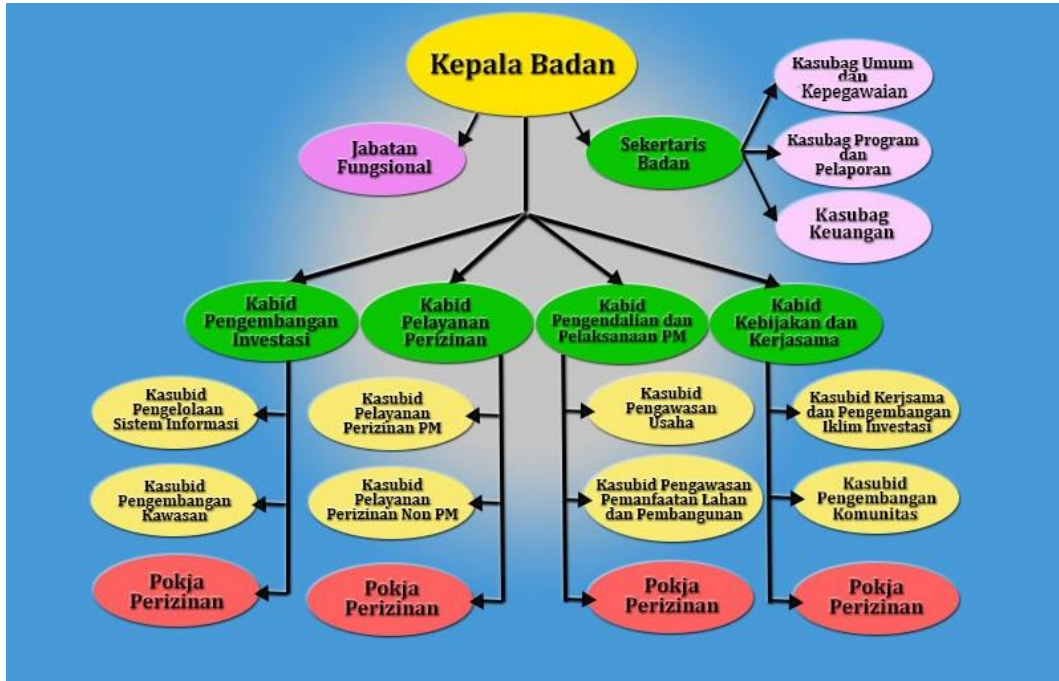 Kepala Badan
Jabatan
Fungsional
Sekertaris
Badan
Kasubag Umum
dan
Kepegawaian
Kasubag Program
dan
Pelaporan
Kasubag
Keuangan
Kabid
Pengembangan
Investasi
Kabid
Pelayanan
Perizinan
Kabid
Pengendalian dan
Pelaksanaan PM
Kabid
Kebijakan dan
Kerjasama
Kasubid
Pengelolaan
Sistem Informasi
Kasubid
Pelayanan
Perizinan PM
Kasubid
Pengawasan
Usaha
Kasubid Kerjsama
dan Pengembangan
Iklim Investasi
Kasubid
Pengembangan
Kawasan
Kasubid
Pelayanan
Perizinan Non PM
Kasubid Pengawasan
Pemanfaatan Lahan
dan Pembangunan
Kasubid
Pengembangan
Komunitas
Pokja
Perizinan
Pokja
Perizinan
Pokja
Perizinan
Pokja
Perizinan